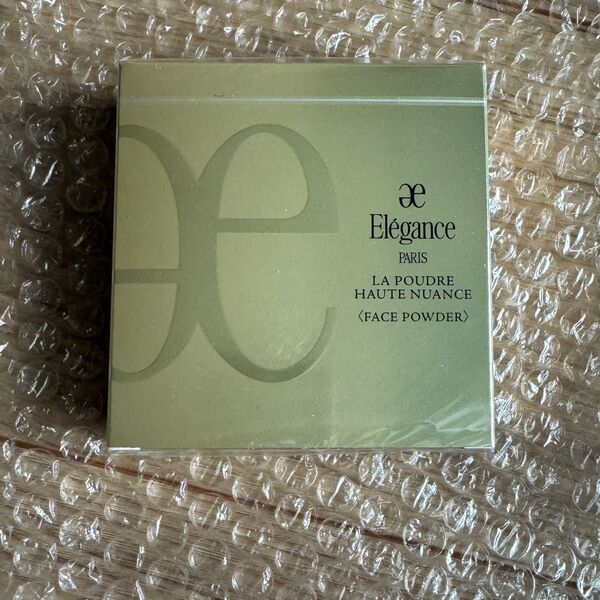 æ
æ
Elégance
PARIS
LA POUDRE
HAUTE NUANCE
〈FACE POWDER〉